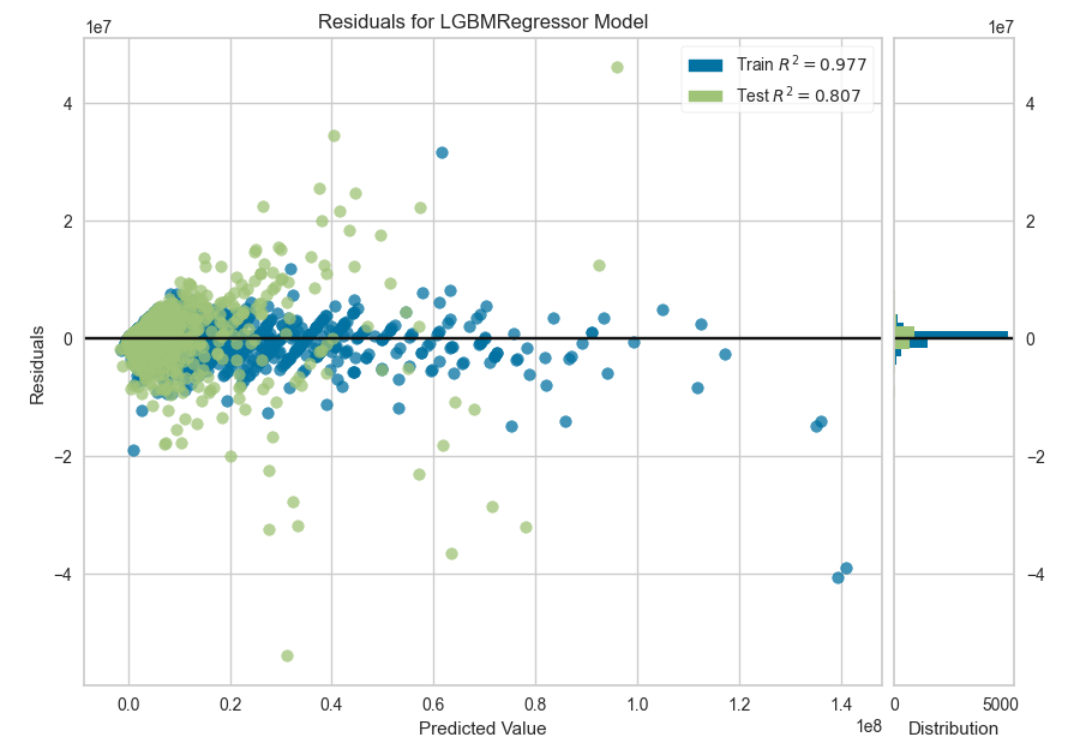 Residuals for LGBMRegressor Model
1e7
1e7
Train R² = 0.977
Test R² = 0.807
4
2
0
−2
−4
4
2
0
−2
−4
Residuals
0.0 0.2 0.4 0.6 0.8 1.0 1.2 1.4
1e8
0 5000
Predicted Value
Distribution